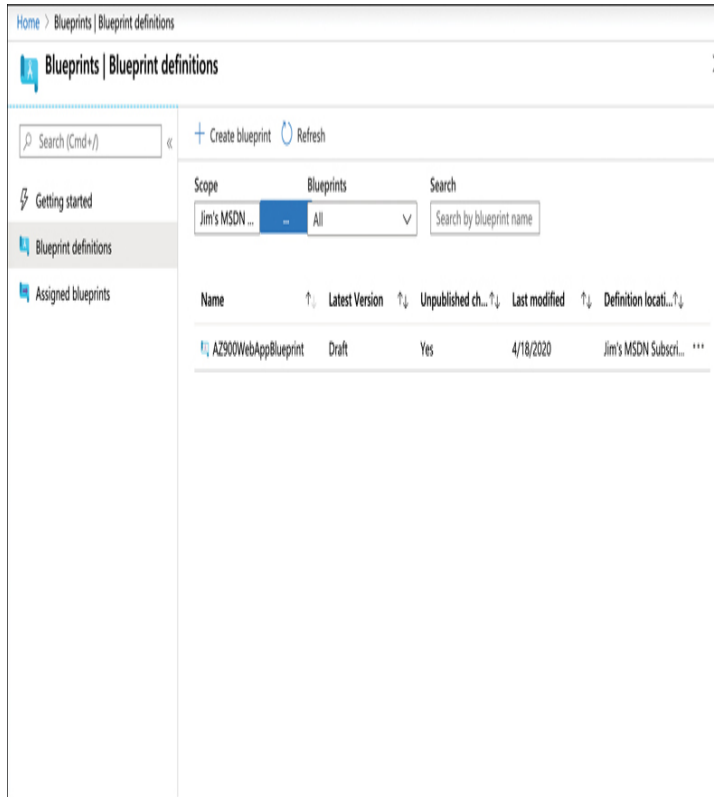 Home > Blueprints | Blueprint definitions
Blueprints | Blueprint definitions
Search (Cmd+/)
«
Getting started
Blueprint definitions
Assigned blueprints
+ Create blueprint Refresh
Scope Blueprints Search
Jim's MSDN ... ... All Search by blueprint name
Name ↑↓ Latest Version ↑↓ Unpublished ch... ↑↓ Last modified ↑↓ Definition locati... ↑↓
AZ900WebAppBlueprint Draft Yes 4/18/2020 Jim's MSDN Subscri... ...